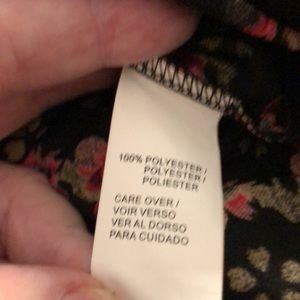 100% POLYESTER /
POLYESTER /
POLIESTER
CARE OVER /
VOIR VERSO
VER AL DORSO
PARA CUIDADO